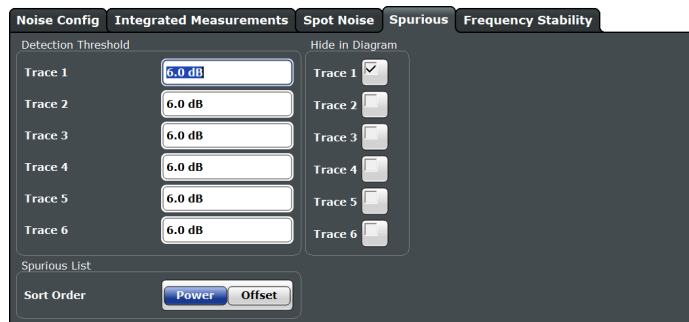 Noise Config Integrated Measurements Spot Noise Spurious Frequency Stability
Detection Threshold Hide in Diagram
Trace 1 6.0 dB Trace 1
Trace 2 6.0 dB Trace 2
Trace 3 6.0 dB Trace 3
Trace 4 6.0 dB Trace 4
Trace 5 6.0 dB Trace 5
Trace 6 6.0 dB Trace 6
Spurious List
Sort Order Power Offset